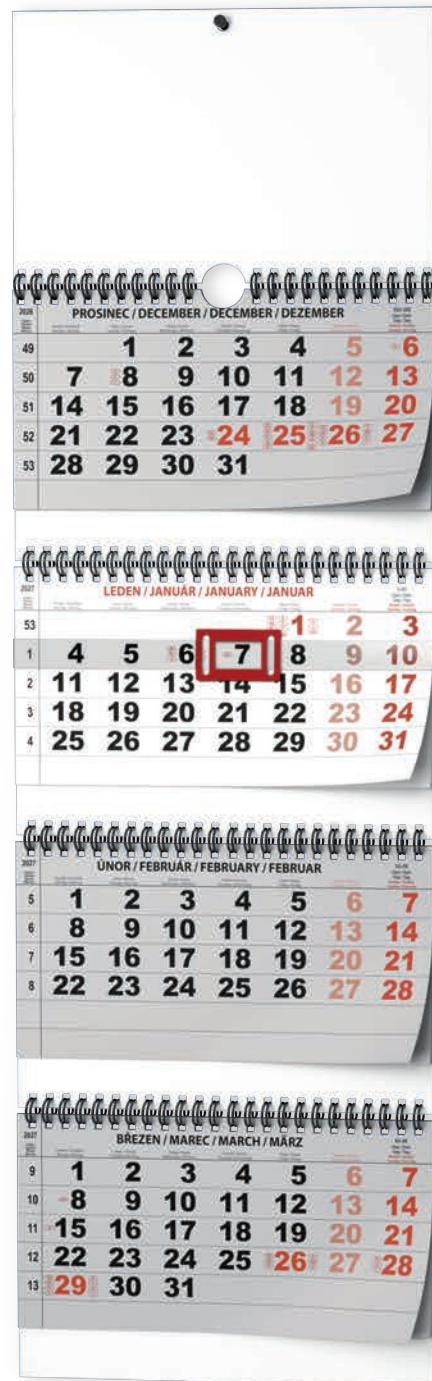 2026 PROSINEC / DECEMBER / DECEMBER / DEZEMBER
49 1 2 3 4 5 6
50 7 8 9 10 11 12 13
51 14 15 16 17 18 19 20
52 21 22 23 24 25 26 27
53 28 29 30 31
2027 LEDEN / JANUÁR / JANUARY / JANUAR
53 1 2 3
1 4 5 6 7 8 9 10
2 11 12 13 14 15 16 17
3 18 19 20 21 22 23 24
4 25 26 27 28 29 30 31
2027 ÚNOR / FEBRUÁR / FEBRUARY / FEBRUAR
5 1 2 3 4 5 6 7
6 8 9 10 11 12 13 14
7 15 16 17 18 19 20 21
8 22 23 24 25 26 27 28
2027 BŘEZEN / MAREC / MARCH / MÄRZ
9 1 2 3 4 5 6 7
10 8 9 10 11 12 13 14
11 15 16 17 18 19 20 21
12 22 23 24 25 26 27 28
13 29 30 31